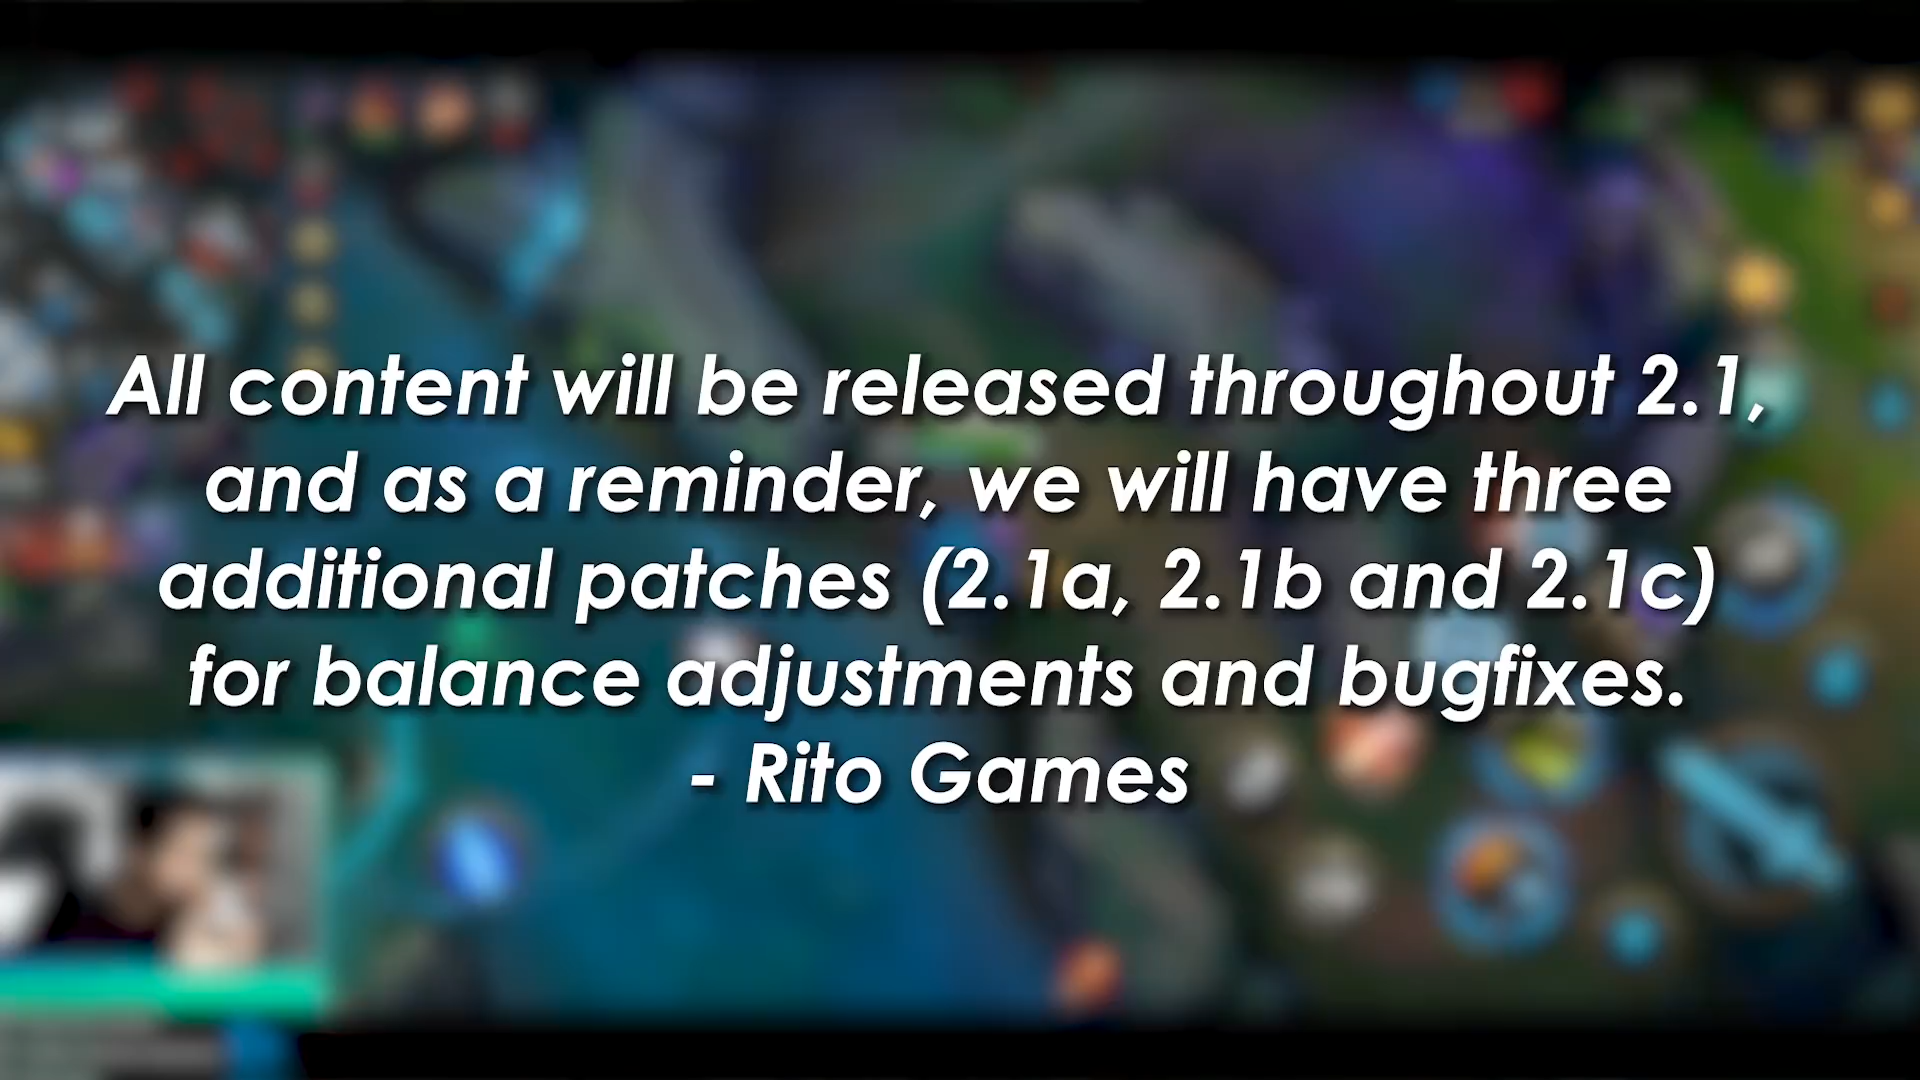 All content will be released throughout 2.1,
and as a reminder, we will have three
additional patches (2.1a, 2.1b and 2.1c)
for balance adjustments and bugfixes.
- Rito Games